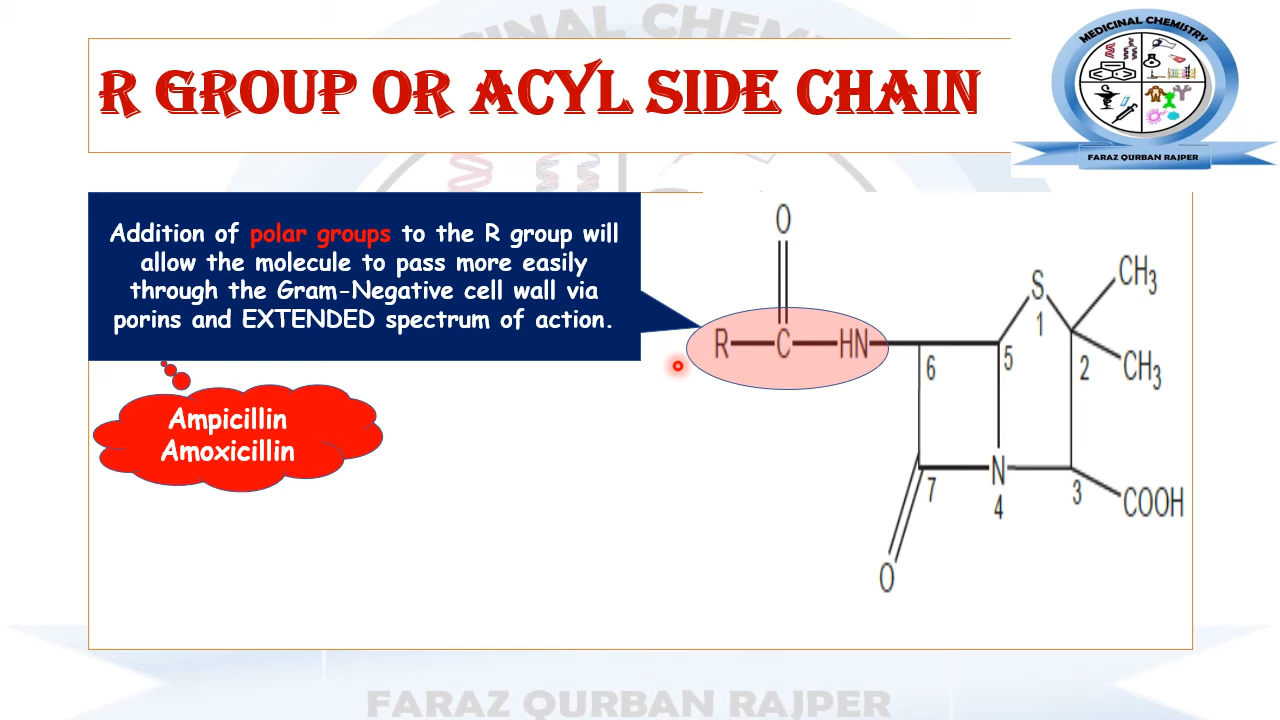 R GROUP OR ACYL SIDE CHAIN
MEDICINAL CHEMISTRY
FARAZ QURBAN RAJPER
Addition of polar groups to the R group will
allow the molecule to pass more easily
through the Gram-Negative cell wall via
porins and EXTENDED spectrum of action.
Ampicillin
Amoxicillin
O
R C HN
S
CH3
CH3
1
2
3
4
5
6
7
N
COOH
O
FARAZ QURBAN RAJPER